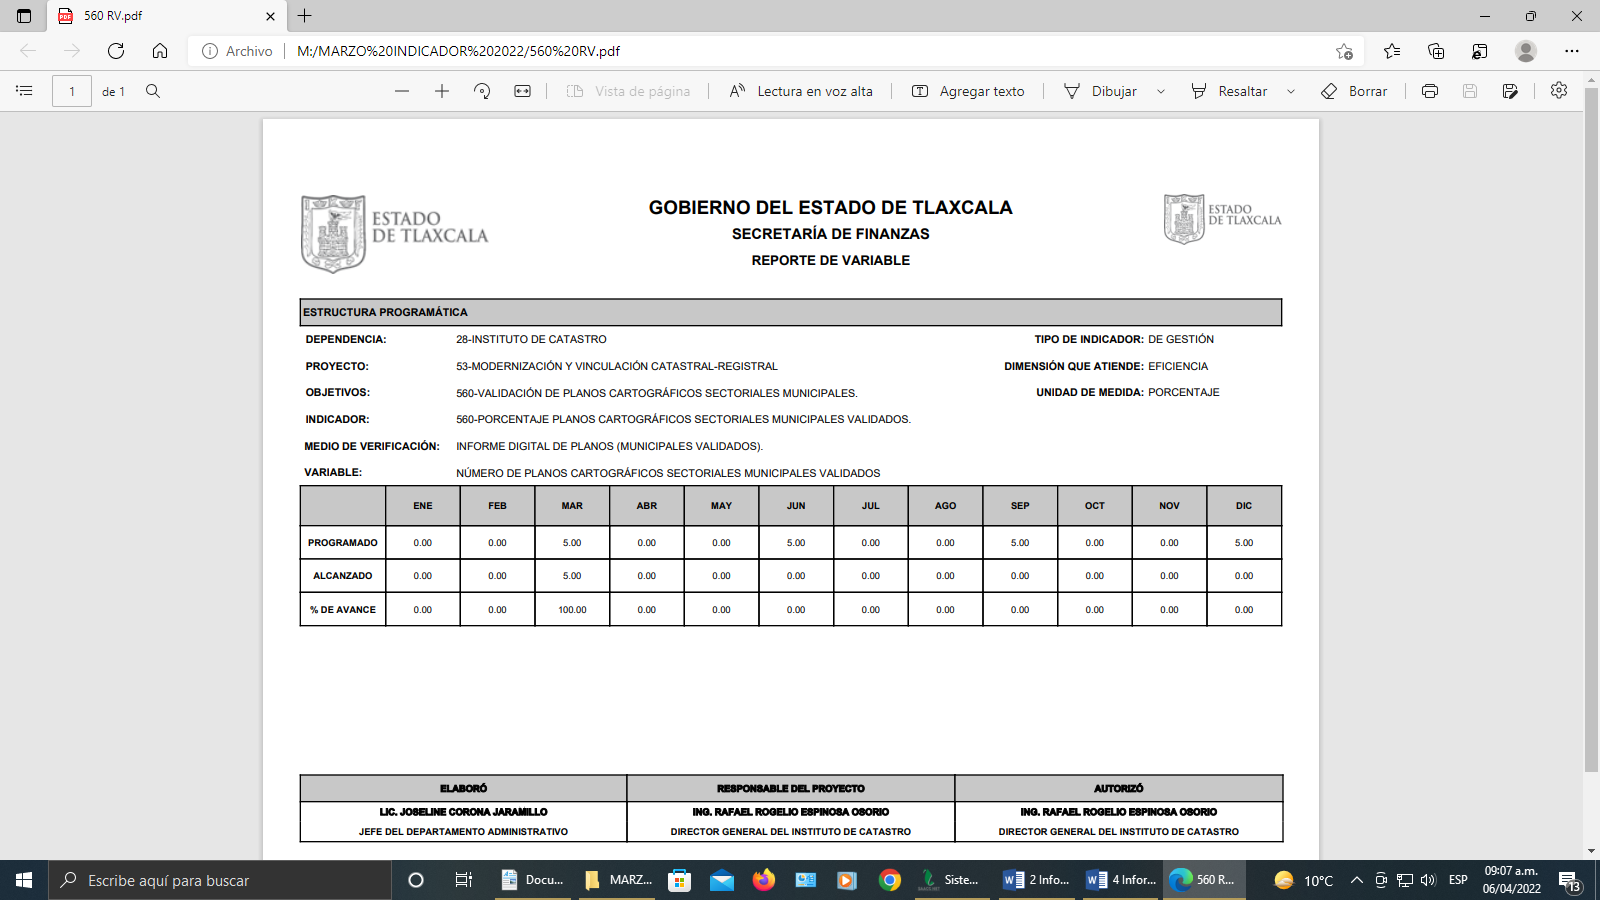 560 RV.pdf
Archivo M:/MARZO%20INDICADOR%202022/560%20RV.pdf
1 de 1 Vista de página Lectura en voz alta Agregar texto Dibujar Resaltar Borrar
ESTADO DE TLAXCALA
GOBIERNO DEL ESTADO DE TLAXCALA
SECRETARÍA DE FINANZAS
REPORTE DE VARIABLE
ESTADO DE TLAXCALA
ESTRUCTURA PROGRAMÁTICA
DEPENDENCIA: 28-INSTITUTO DE CATASTRO TIPO DE INDICADOR: DE GESTIÓN
PROYECTO: 53-MODERNIZACIÓN Y VINCULACIÓN CATASTRAL-REGISTRAL DIMENSIÓN QUE ATIENDE: EFICIENCIA
OBJETIVOS: 560-VALIDACIÓN DE PLANOS CARTOGRÁFICOS SECTORIALES MUNICIPALES. UNIDAD DE MEDIDA: PORCENTAJE
INDICADOR: 560-PORCENTAJE PLANOS CARTOGRÁFICOS SECTORIALES MUNICIPALES VALIDADOS.
MEDIO DE VERIFICACIÓN: INFORME DIGITAL DE PLANOS (MUNICIPALES VALIDADOS).
VARIABLE: NÚMERO DE PLANOS CARTOGRÁFICOS SECTORIALES MUNICIPALES VALIDADOS
ENE FEB MAR ABR MAY JUN JUL AGO SEP OCT NOV DIC
PROGRAMADO 0.00 0.00 5.00 0.00 0.00 5.00 0.00 0.00 5.00 0.00 0.00 5.00
ALCANZADO 0.00 0.00 5.00 0.00 0.00 0.00 0.00 0.00 0.00 0.00 0.00 0.00
% DE AVANCE 0.00 0.00 100.00 0.00 0.00 0.00 0.00 0.00 0.00 0.00 0.00 0.00
ELABORÓ RESPONSABLE DEL PROYECTO AUTORIZÓ
LIC. JOSELINE CORONA JARAMILLO ING. RAFAEL ROGELIO ESPINOSA OSORIO ING. RAFAEL ROGELIO ESPINOSA OSORIO
JEFE DEL DEPARTAMENTO ADMINISTRATIVO DIRECTOR GENERAL DEL INSTITUTO DE CATASTRO DIRECTOR GENERAL DEL INSTITUTO DE CATASTRO
Escribe aquí para buscar Docu... MARZ... Siste... 2 Info... 4 Infor... 560 R... 10°C ESP 09:07 a.m.
06/04/2022 13